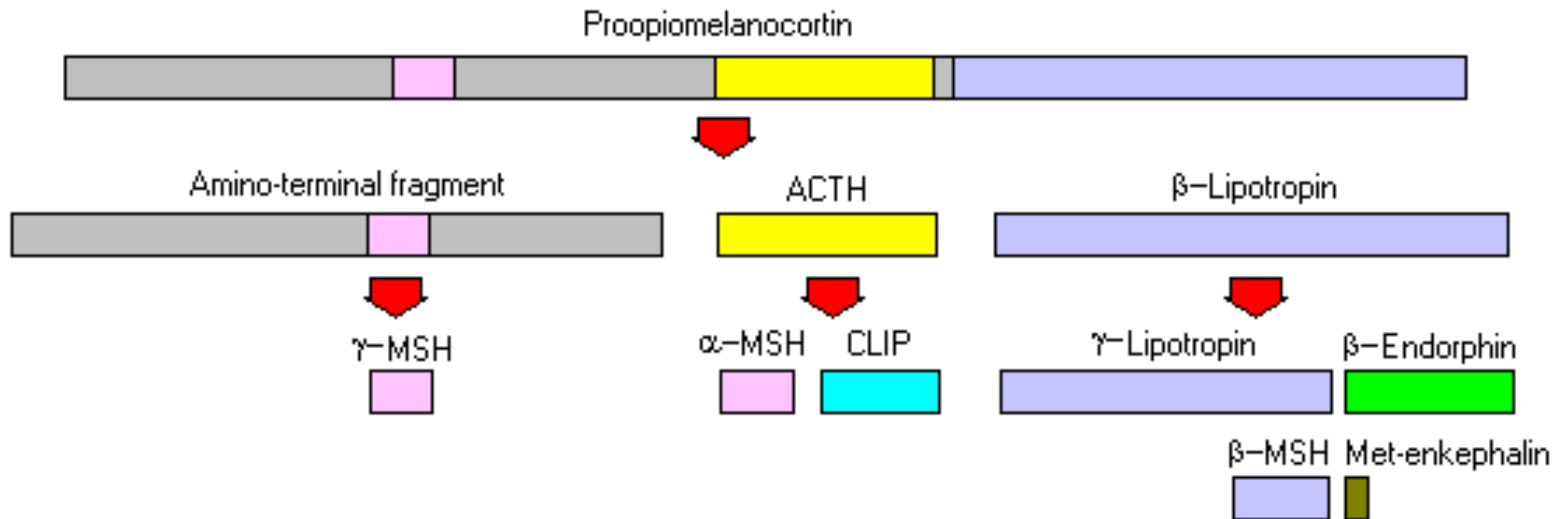 Proopiomelanocortin
Amino-terminal fragment ACTH β-Lipotropin
γ-MSH α-MSH CLIP γ-Lipotropin β-Endorphin
β-MSH Met-enkephalin